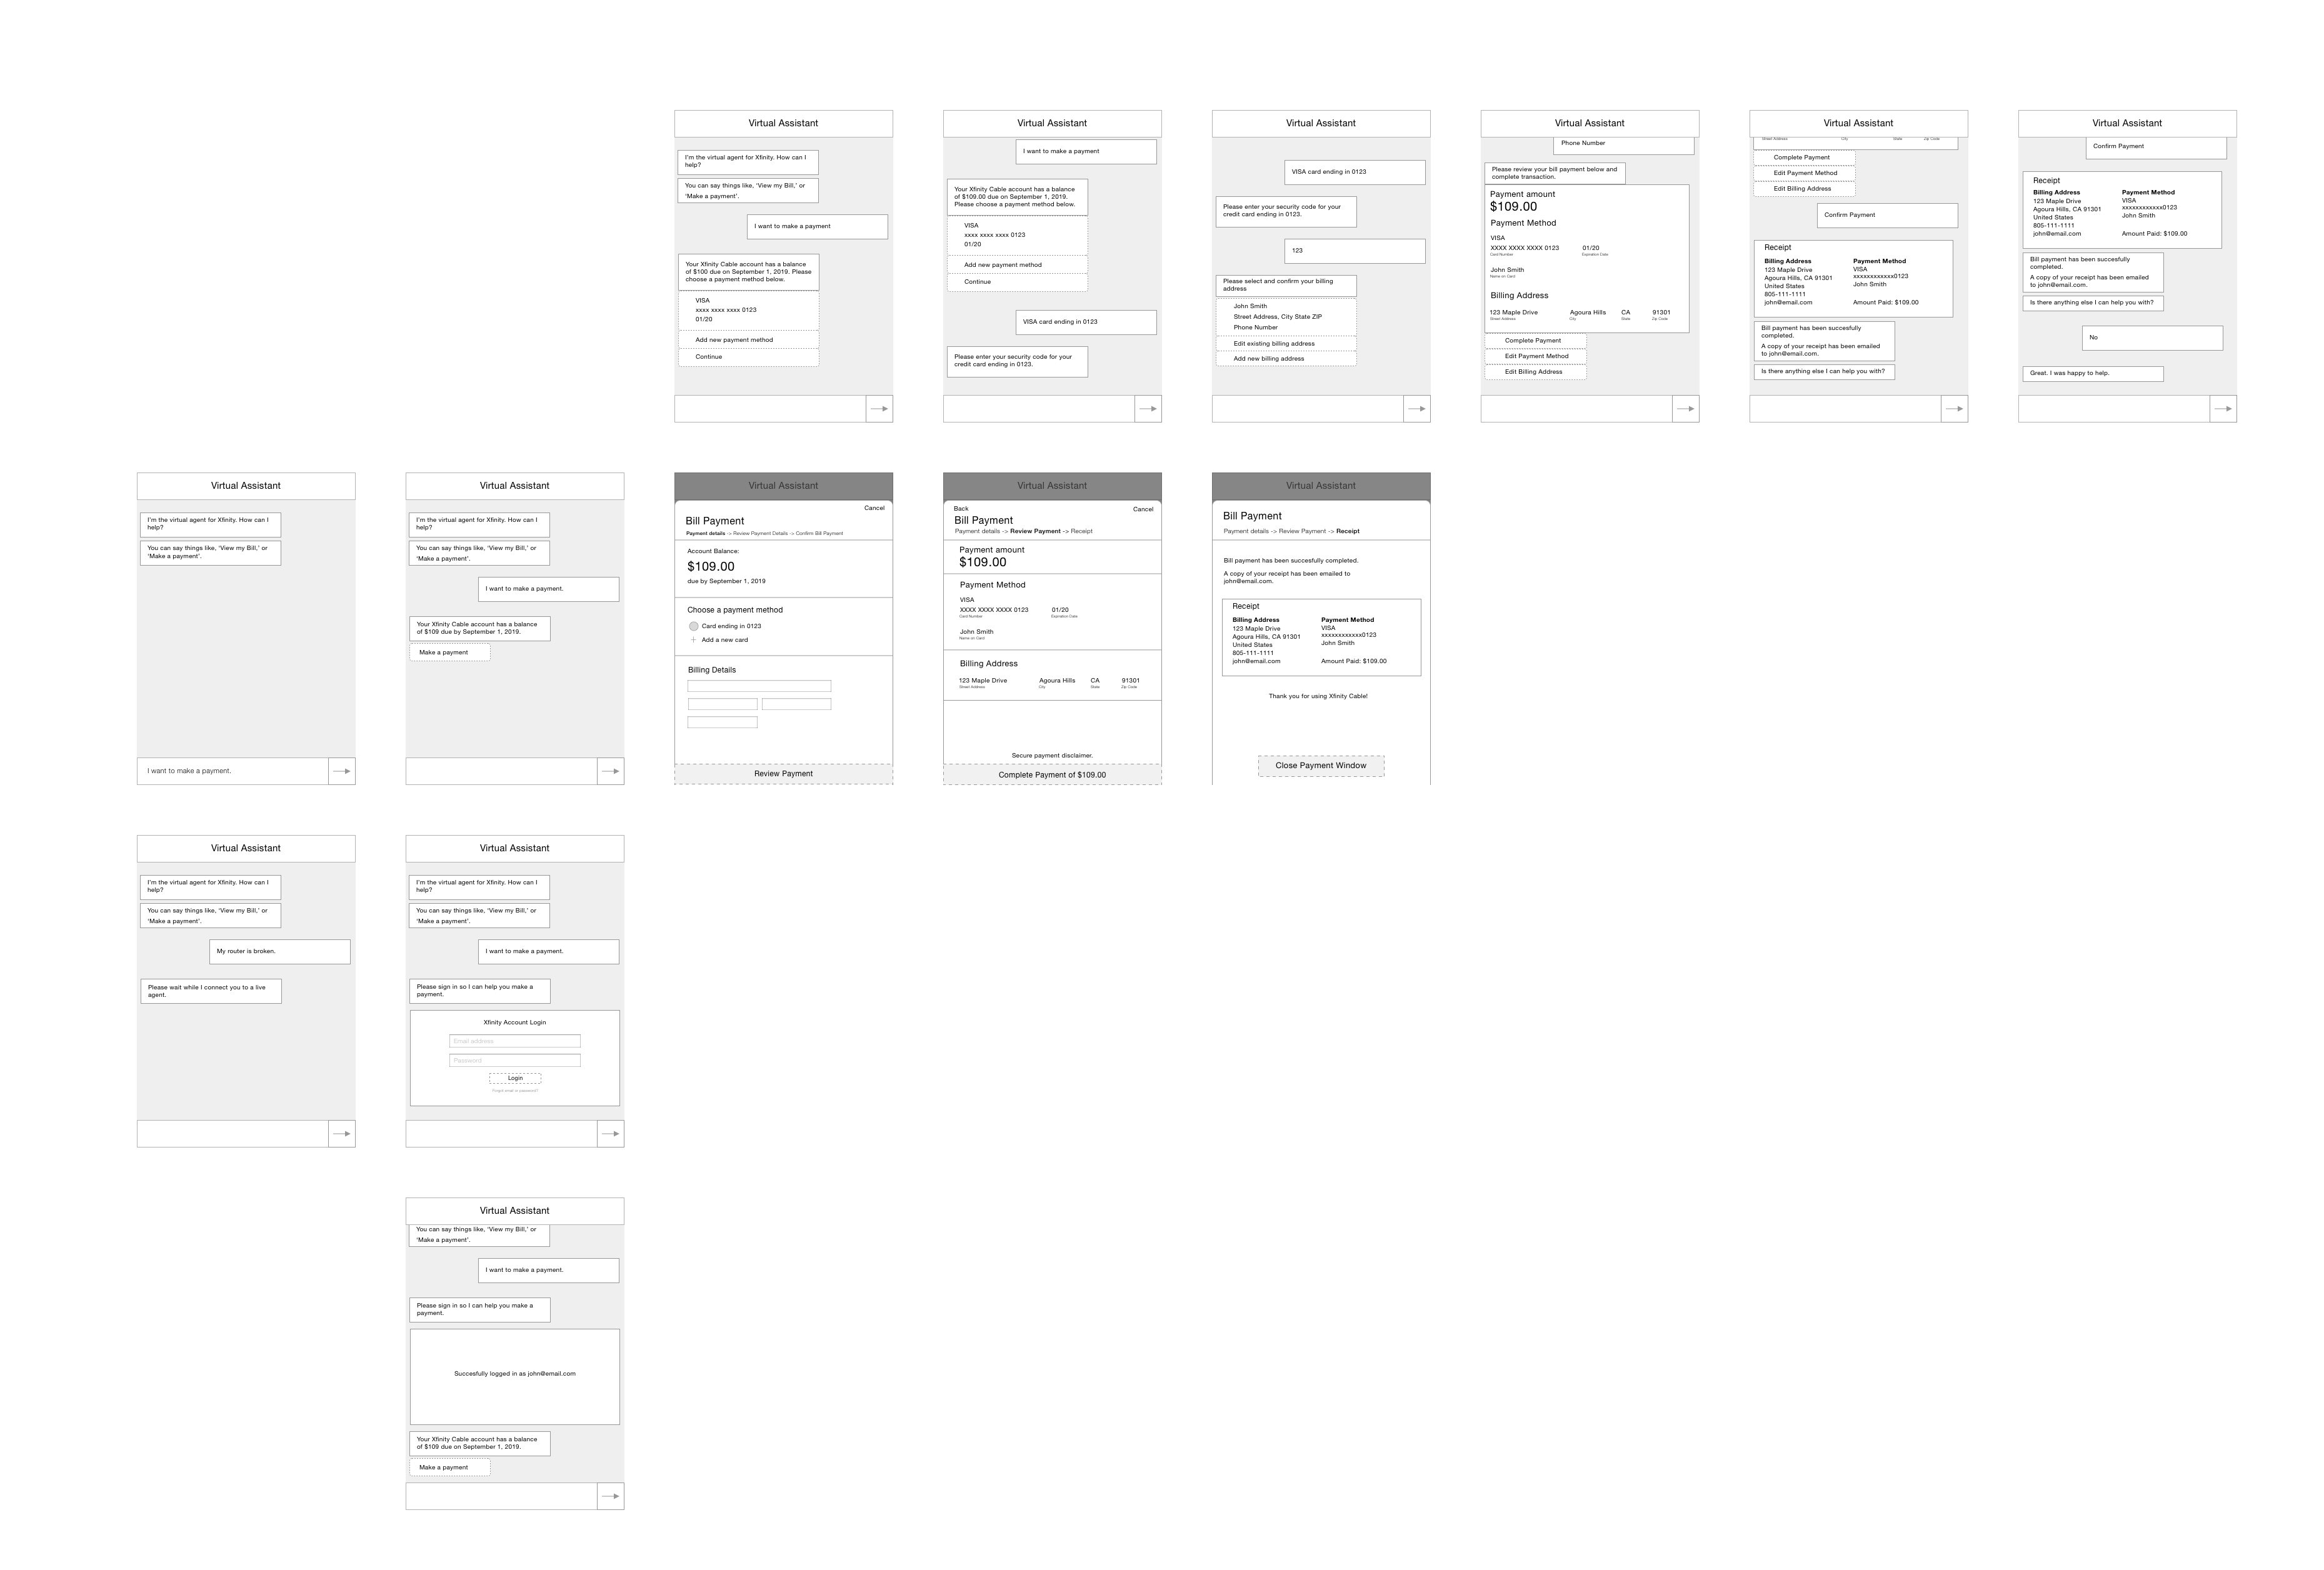 Virtual Assistant
I'm the virtual agent for Xfinity. How can I
help?
You can say things like, 'View my Bill,' or
'Make a payment'.
I want to make a payment
Your Xfinity Cable account has a balance
of $100 due on September 1, 2019. Please
choose a payment method below.
VISA
xxxx xxxx xxxx 0123
01/20
Add new payment method
Continue
Virtual Assistant
I want to make a payment
Your Xfinity Cable account has a balance
of $109.00 due on September 1, 2019.
Please choose a payment method below.
VISA
xxxx xxxx xxxx 0123
01/20
Add new payment method
Continue
VISA card ending in 0123
Please enter your security code for your
credit card ending in 0123.
Virtual Assistant
VISA card ending in 0123
Please enter your security code for your
credit card ending in 0123.
123
Please select and confirm your billing
address
John Smith
Street Address, City State ZIP
Phone Number
Edit existing billing address
Add new billing address
Virtual Assistant
Phone Number
Please review your bill payment below and
complete transaction.
Payment amount
$109.00
Payment Method
VISA
XXXX XXXX XXXX 0123 01/20
Card Number Expiration Date
John Smith
Name on Card
Billing Address
123 Maple Drive Agoura Hills CA 91301
Street Address City State Zip Code
Complete Payment
Edit Payment Method
Edit Billing Address
Virtual Assistant
Street Address City State Zip Code
Complete Payment
Edit Payment Method
Edit Billing Address
Confirm Payment
Receipt
Billing Address Payment Method
123 Maple Drive VISA
Agoura Hills, CA 91301 xxxxxxxxxxxx0123
United States John Smith
805-111-1111
john@email.com Amount Paid: $109.00
Bill payment has been succesfully
completed.
A copy of your receipt has been emailed
to john@email.com.
Is there anything else I can help you with?
Virtual Assistant
Confirm Payment
Receipt
Billing Address Payment Method
123 Maple Drive VISA
Agoura Hills, CA 91301 xxxxxxxxxxxx0123
United States John Smith
805-111-1111
john@email.com Amount Paid: $109.00
Bill payment has been succesfully
completed.
A copy of your receipt has been emailed
to john@email.com.
Is there anything else I can help you with?
No
Great. I was happy to help.
Virtual Assistant
I'm the virtual agent for Xfinity. How can I
help?
You can say things like, 'View my Bill,' or
'Make a payment'.
I want to make a payment.
Virtual Assistant
I'm the virtual agent for Xfinity. How can I
help?
You can say things like, 'View my Bill,' or
'Make a payment'.
I want to make a payment.
Your Xfinity Cable account has a balance
of $109 due by September 1, 2019.
Make a payment
Virtual Assistant
Cancel
Bill Payment
Payment details -> Review Payment Details -> Confirm Bill Payment
Account Balance:
$109.00
due by September 1, 2019
Choose a payment method
Card ending in 0123
+ Add a new card
Billing Details
Review Payment
Virtual Assistant
Back Cancel
Bill Payment
Payment details -> Review Payment -> Receipt
Payment amount
$109.00
Payment Method
VISA
XXXX XXXX XXXX 0123 01/20
Card Number Expiration Date
John Smith
Name on Card
Billing Address
123 Maple Drive Agoura Hills CA 91301
Street Address City State Zip Code
Secure payment disclaimer.
Complete Payment of $109.00
Virtual Assistant
Bill Payment
Payment details -> Review Payment -> Receipt
Bill payment has been succesfully completed.
A copy of your receipt has been emailed to
john@email.com.
Receipt
Billing Address Payment Method
123 Maple Drive VISA
Agoura Hills, CA 91301 xxxxxxxxxxxx0123
United States John Smith
805-111-1111
john@email.com Amount Paid: $109.00
Thank you for using Xfinity Cable!
Close Payment Window
Virtual Assistant
I'm the virtual agent for Xfinity. How can I
help?
You can say things like, 'View my Bill,' or
'Make a payment'.
My router is broken.
Please wait while I connect you to a live
agent.
Virtual Assistant
I'm the virtual agent for Xfinity. How can I
help?
You can say things like, 'View my Bill,' or
'Make a payment'.
I want to make a payment.
Please sign in so I can help you make a
payment.
Xfinity Account Login
Email address
Password
Login
Forgot email or password?
Virtual Assistant
You can say things like, 'View my Bill,' or
'Make a payment'.
I want to make a payment.
Please sign in so I can help you make a
payment.
Succesfully logged in as john@email.com
Your Xfinity Cable account has a balance
of $109 due on September 1, 2019.
Make a payment